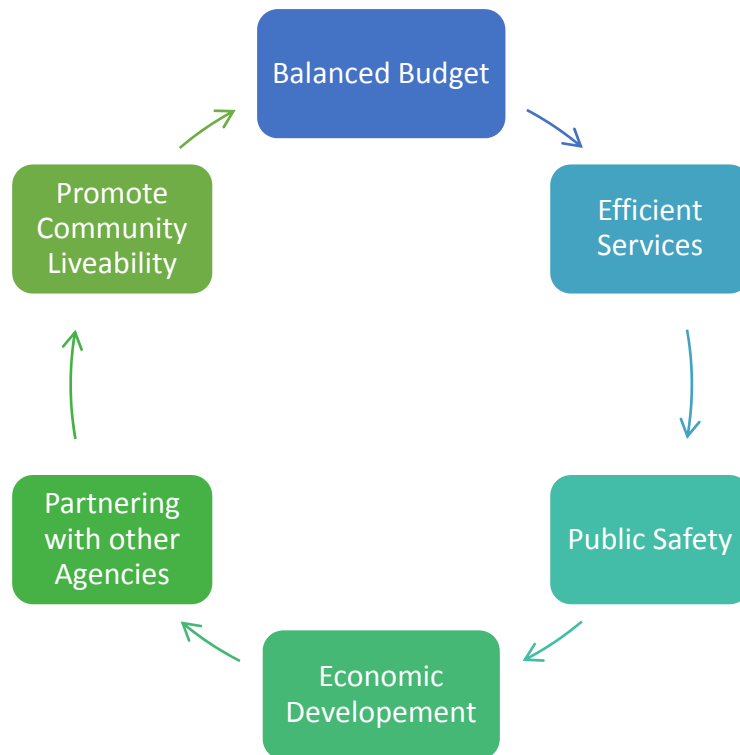 Balanced Budget
Efficient
Services
Public Safety
Economic
Developement
Partnering
with other
Agencies
Promote
Community
Liveability